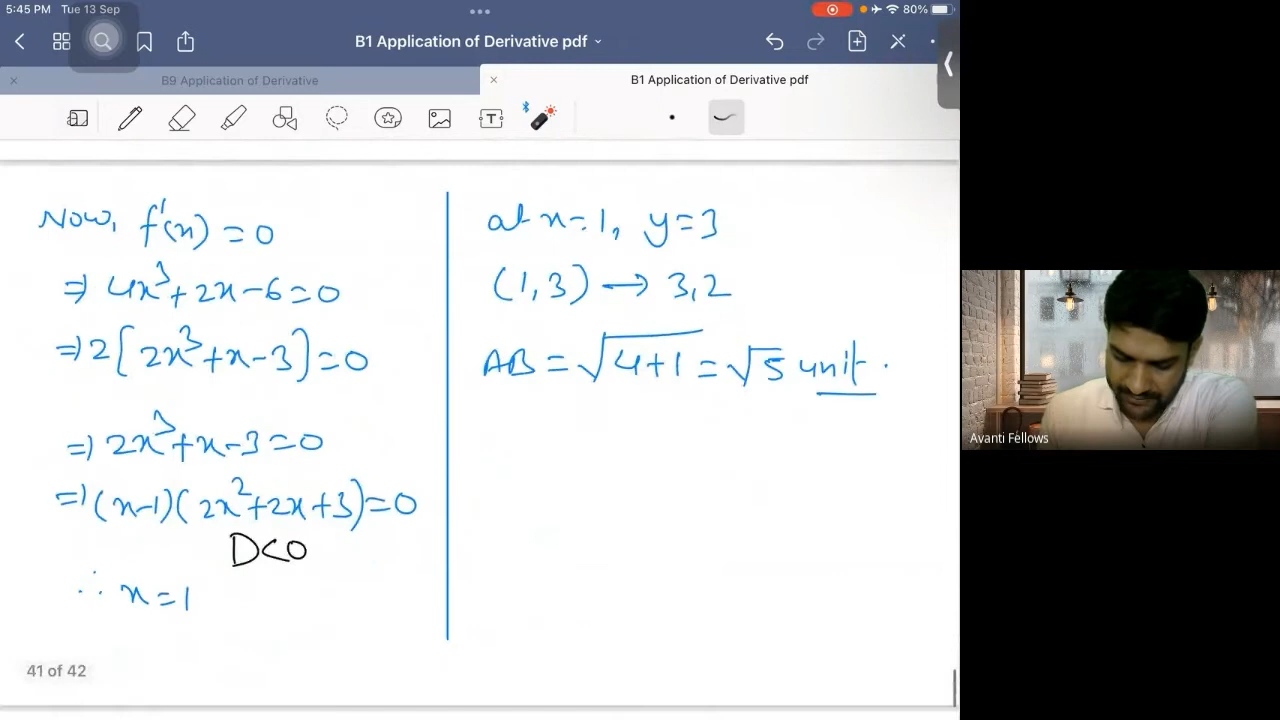 5:45 PM Tue 13 Sep
80%
B1 Application of Derivative pdf
B9 Application of Derivative
B1 Application of Derivative pdf
T
Now, f'(x) = 0
⇒ 4x³ + 2x - 6 = 0
⇒ 2[2x³ + x - 3] = 0
⇒ 2x³ + x - 3 = 0
⇒ (x-1)(2x² + 2x + 3) = 0
D<0
∴ x = 1
41 of 42
at x = 1, y = 3
(1, 3) → 3, 2
AB = √4+1 = √5 unit.
Avanti Fellows